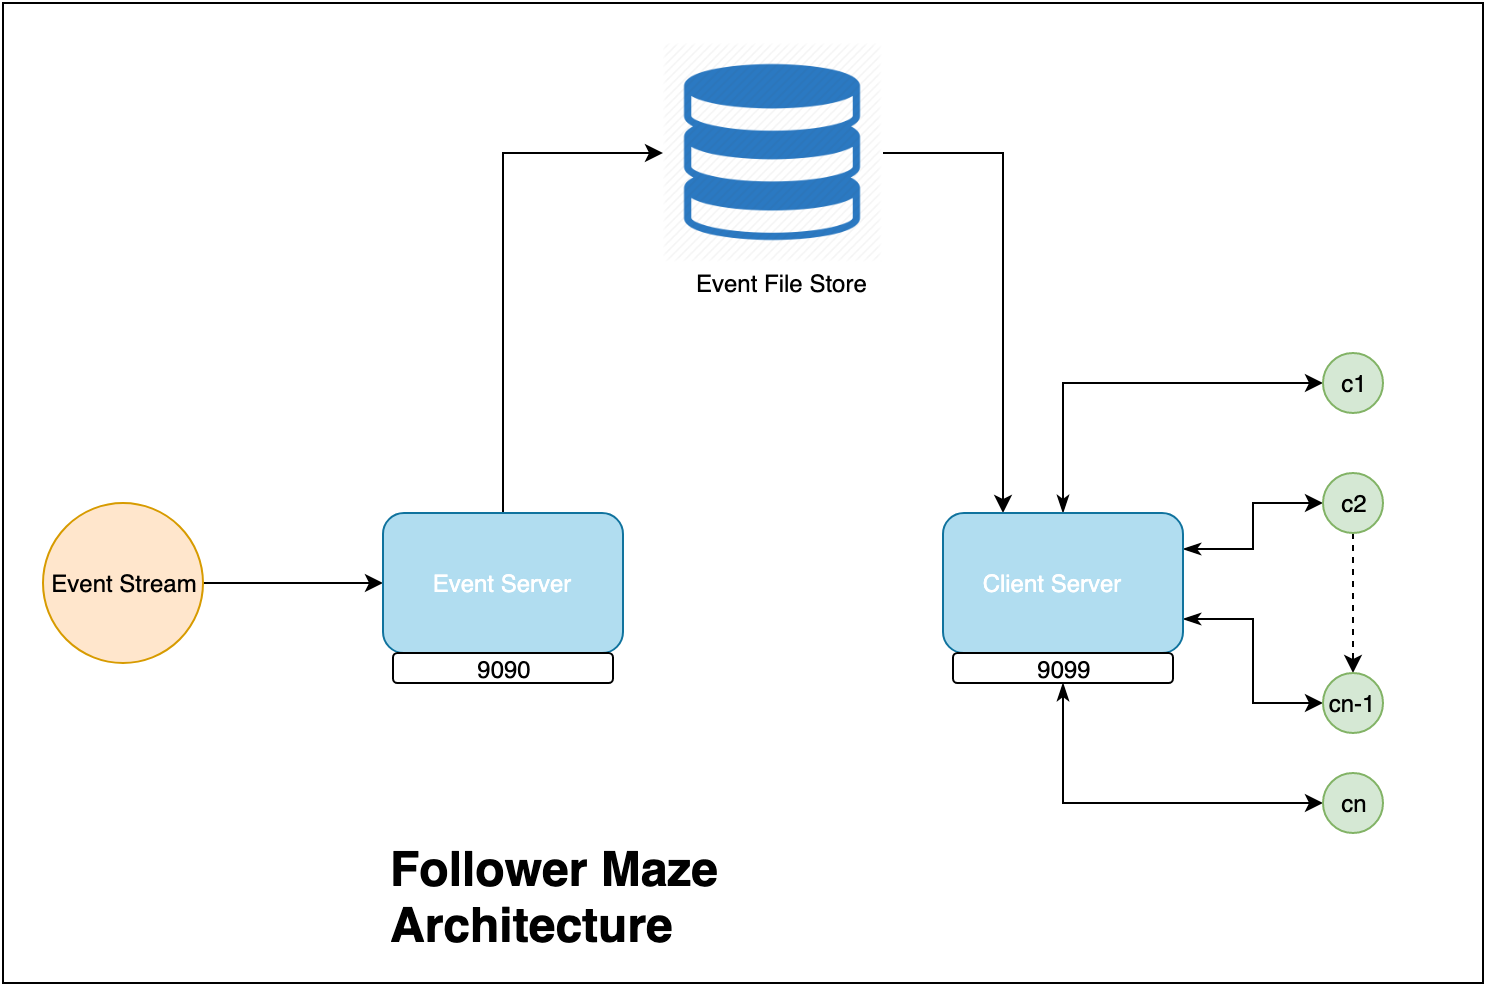 Event File Store
c1
c2
Event Stream
Event Server
Client Server
9090
9099
cn-1
cn
Follower Maze
Architecture